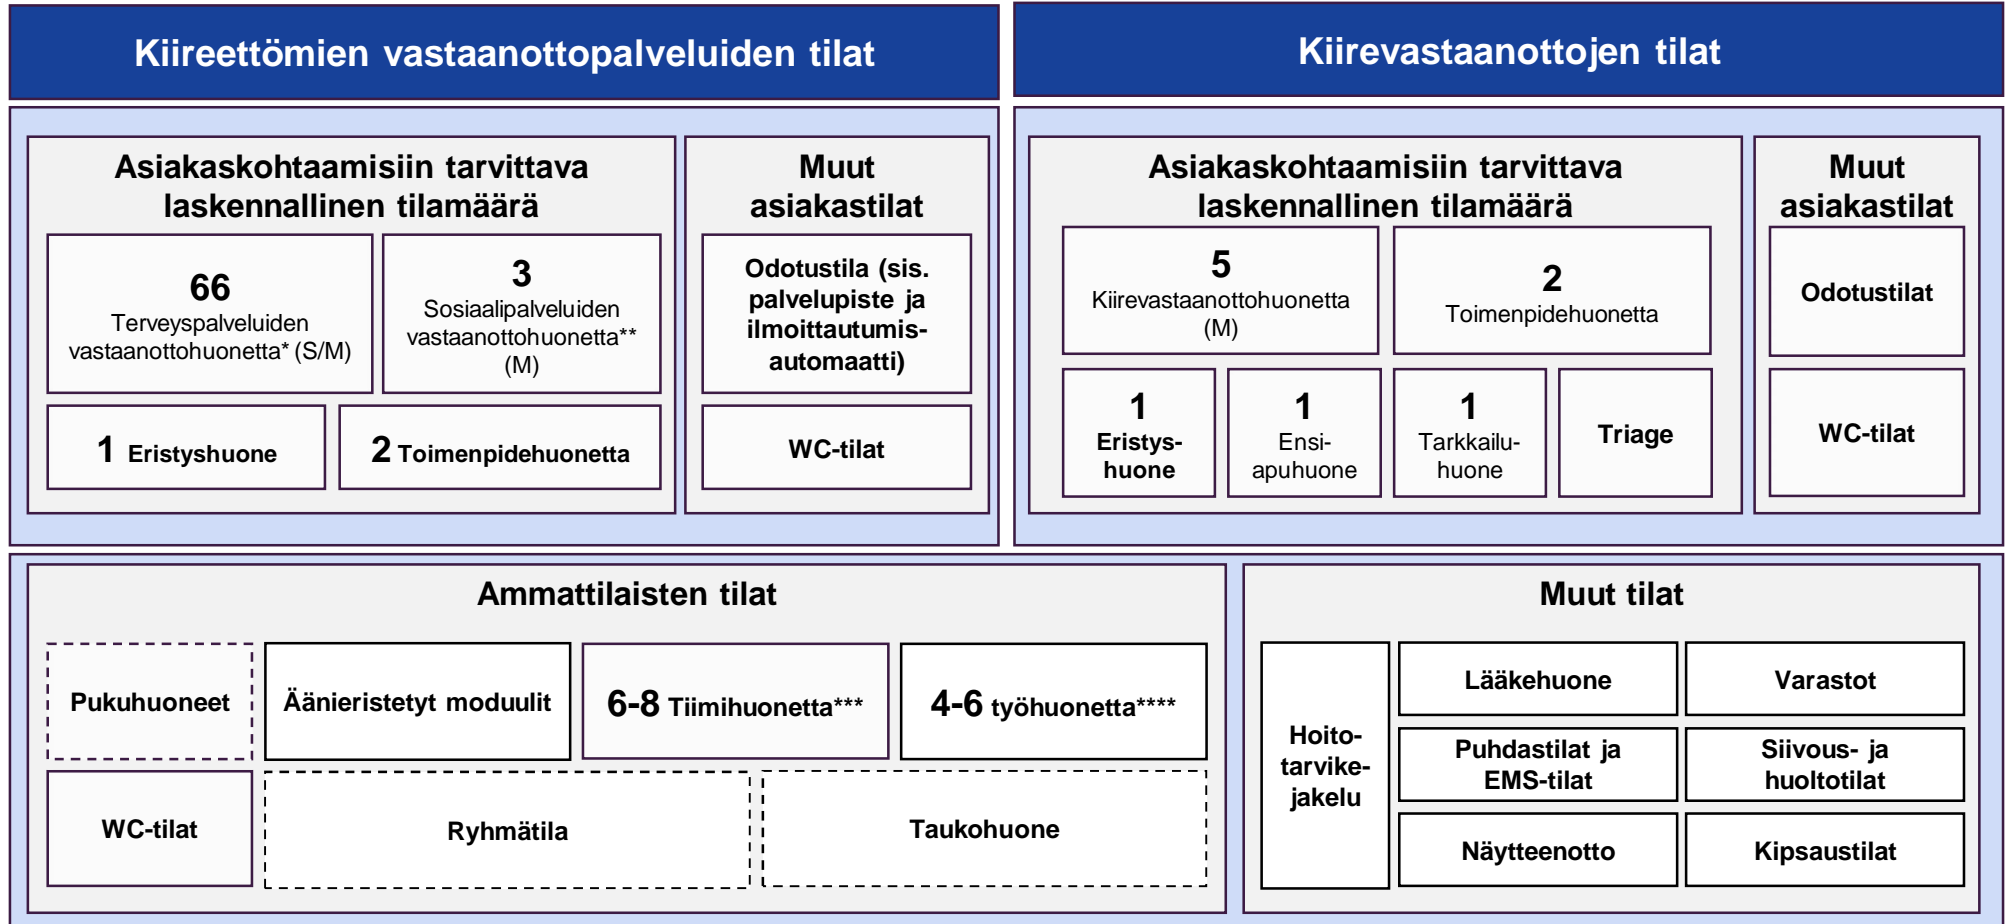 Kiireettömien vastaanottopalveluiden tilat
Kiirevastaanottojen tilat
Asiakaskohtaamisiin tarvittava
laskennallinen tilamäärä
66
Terveyspalveluiden
vastaanottohuonetta* (S/M)
3
Sosiaalipalveluiden
vastaanottohuonetta**
(M)
1 Eristyshuone
2 Toimenpidehuonetta
Muut
asiakastilat
Odotustila (sis.
palvelupiste ja
ilmoittautumis-
automaatti)
WC-tilat
Asiakaskohtaamisiin tarvittava
laskennallinen tilamäärä
5
Kiirevastaanottohuonetta
(M)
2
Toimenpidehuonetta
1
Eristys-
huone
1
Ensi-
apuhuone
1
Tarkkailu-
huone
Triage
Muut
asiakastilat
Odotustilat
WC-tilat
Ammattilaisten tilat
Pukuhuoneet
Äänieristetyt moduulit
6-8 Tiimihuonetta***
4-6 työhuonetta****
WC-tilat
Ryhmätila
Taukohuone
Muut tilat
Hoito-
tarvike-
jakelu
Lääkehuone
Varastot
Puhdastilat ja
EMS-tilat
Siivous- ja
huoltotilat
Näytteenotto
Kipsaustilat